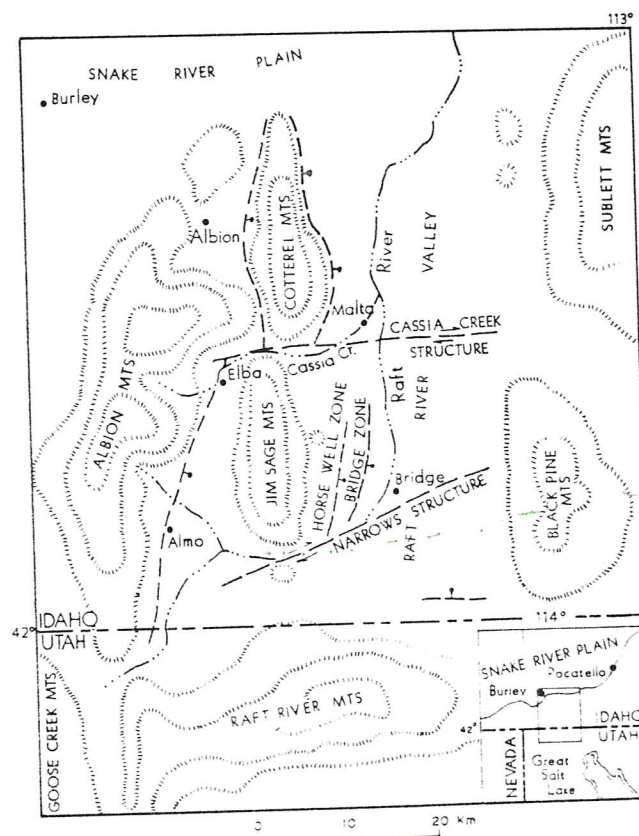 113°
SNAKE RIVER PLAIN
Burley
SUBLETT MTS
Albion
COTTEREL MTS
River
VALLEY
Malta
CASSIA CREEK
STRUCTURE
Cassia Cr.
Elba
ALBION MTS
Raft
RIVER
JIM SAGE MTS
HORSE WELL ZONE
BRIDGE ZONE
Bridge
BLACK PINE
MTS
NARROWS STRUCTURE
RAFT
Almo
42°
IDAHO
UTAH
114°
GOOSE CREEK MTS
RAFT RIVER MTS
SNAKE RIVER PLAIN
Pocatello
Burley
42°
IDAHO
UTAH
NEVADA
Great
Salt
Lake
0 10 20 km